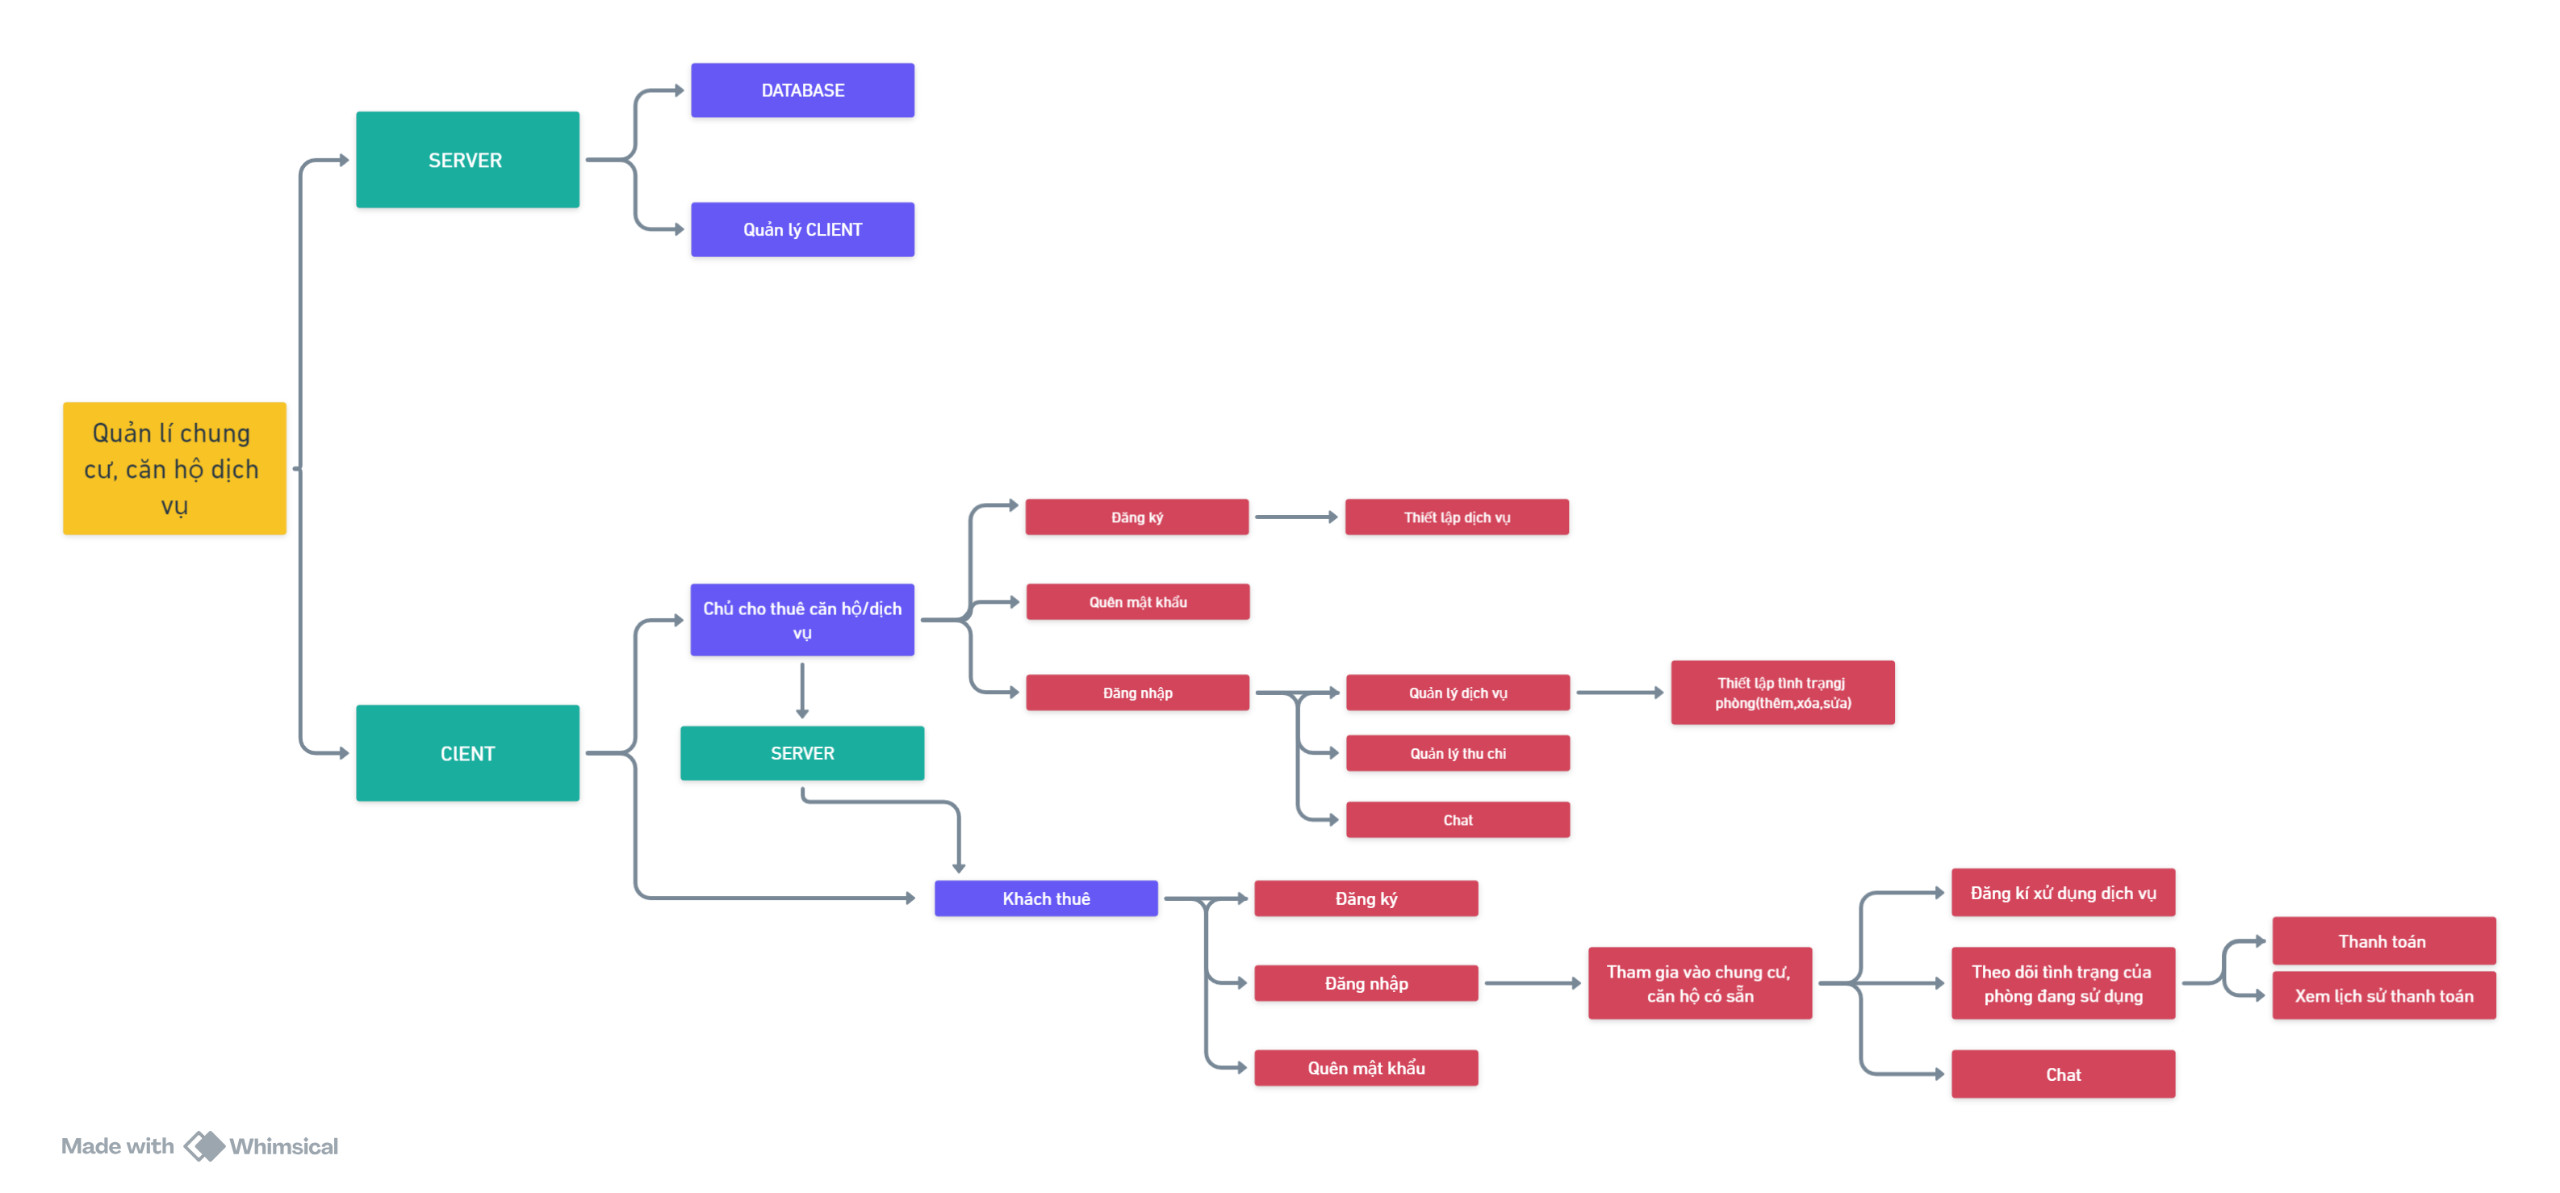 DATABASE
SERVER
Quản lý CLIENT
Quản lí chung
cư, căn hộ dịch
vụ
Đăng ký
Thiết lập dịch vụ
Chủ cho thuê căn hộ/dịch
vụ
Quên mật khẩu
Đăng nhập
Quản lý dịch vụ
Thiết lập tình trạngj
phòng(thêm,xóa,sửa)
ClENT
SERVER
Quản lý thu chi
Chat
Khách thuê
Đăng ký
Đăng kí xử dụng dịch vụ
Thanh toán
Đăng nhập
Tham gia vào chung cư,
căn hộ có sẵn
Theo dõi tình trạng của
phòng đang sử dụng
Xem lịch sử thanh toán
Quên mật khẩu
Chat
Made with Whimsical